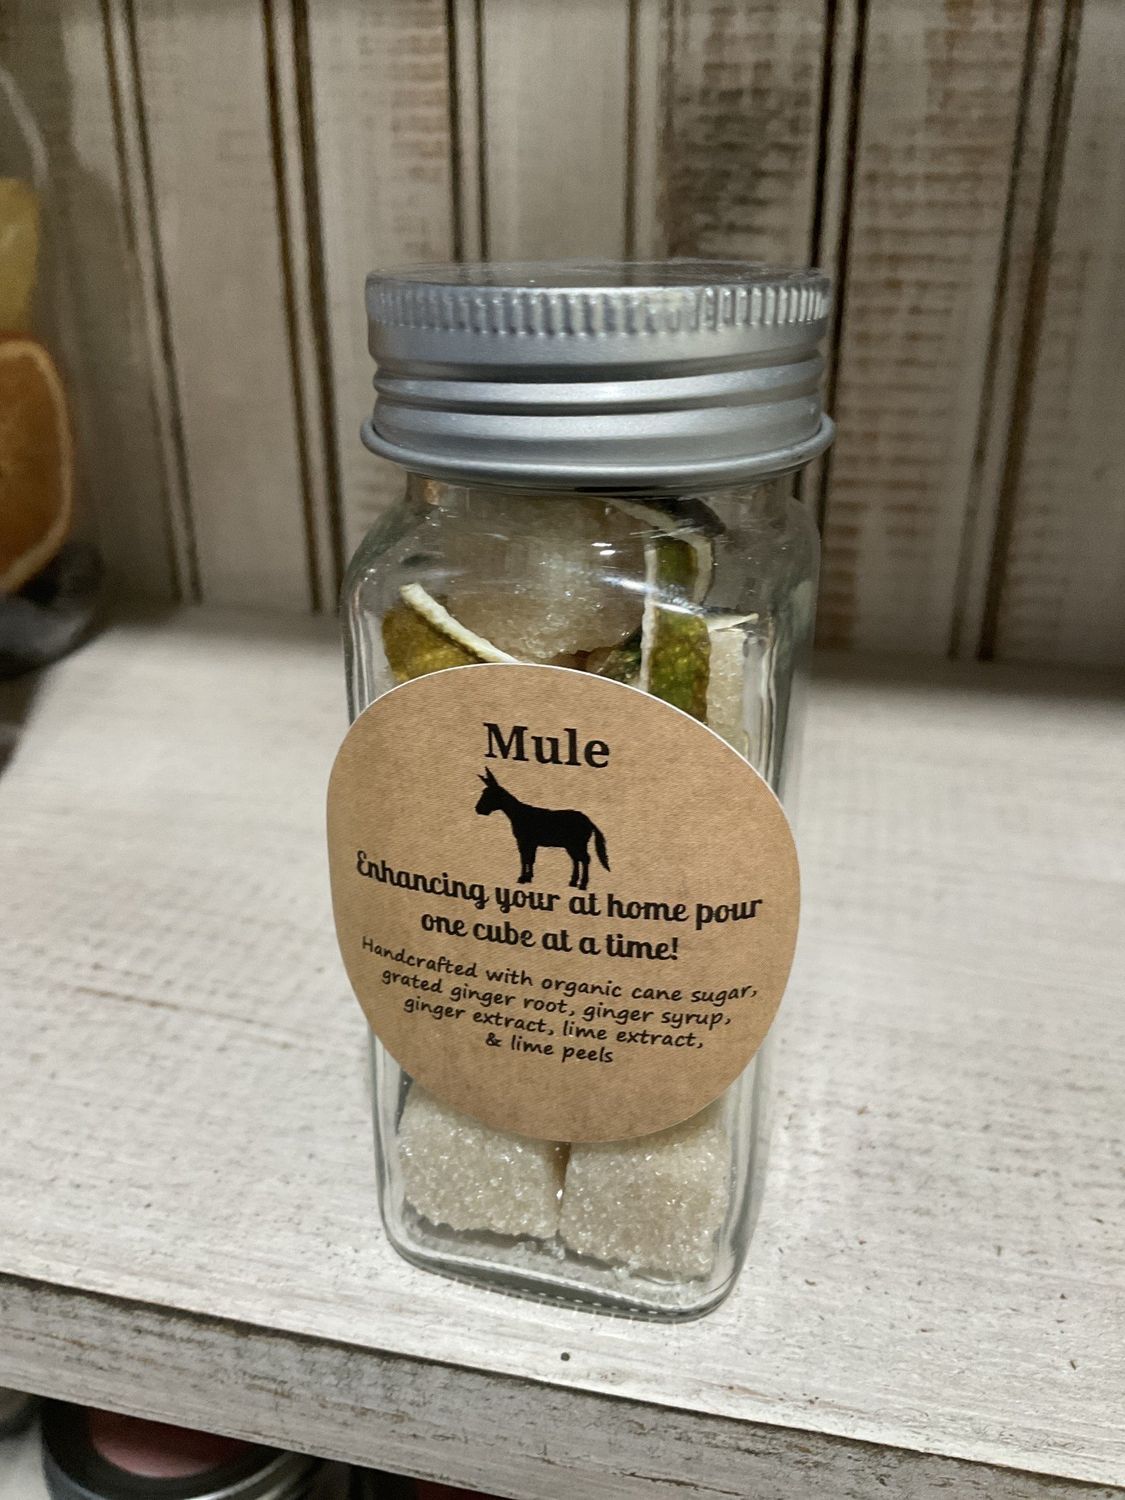 Mule
Enhancing your at home pour
one cube at a time!
Handcrafted with organic cane sugar,
grated ginger root, ginger syrup,
ginger extract, lime extract,
& lime peels